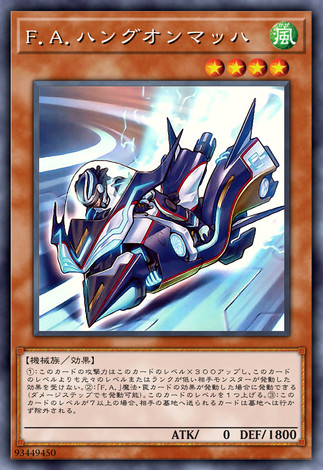 F.A.ハングオンマッハ
風
【機械族／効果】
①:このカードの攻撃力はこのカードのレベル×300アップし、このカード
のレベルより元々のレベルまたはランクが低い相手モンスターが発動した
効果を受けない。②:「F.A.」魔法・罠カードの効果が発動した場合に発動できる
(ダメージステップでも発動可能)。このカードのレベルを１つ上げる。③:こ
のカードのレベルが７以上の場合、相手の墓地へ送られるカードは墓地へは行か
ず除外される。
ATK/ 0 DEF/1800
93449450